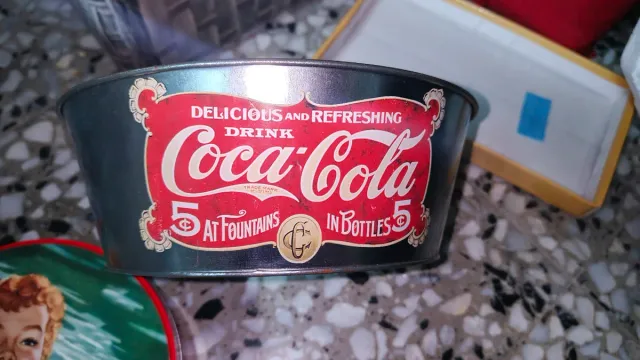 DELICIOUS AND REFRESHING
DRINK
Coca-Cola
5¢ AT FOUNTAINS IN BOTTLES 5¢